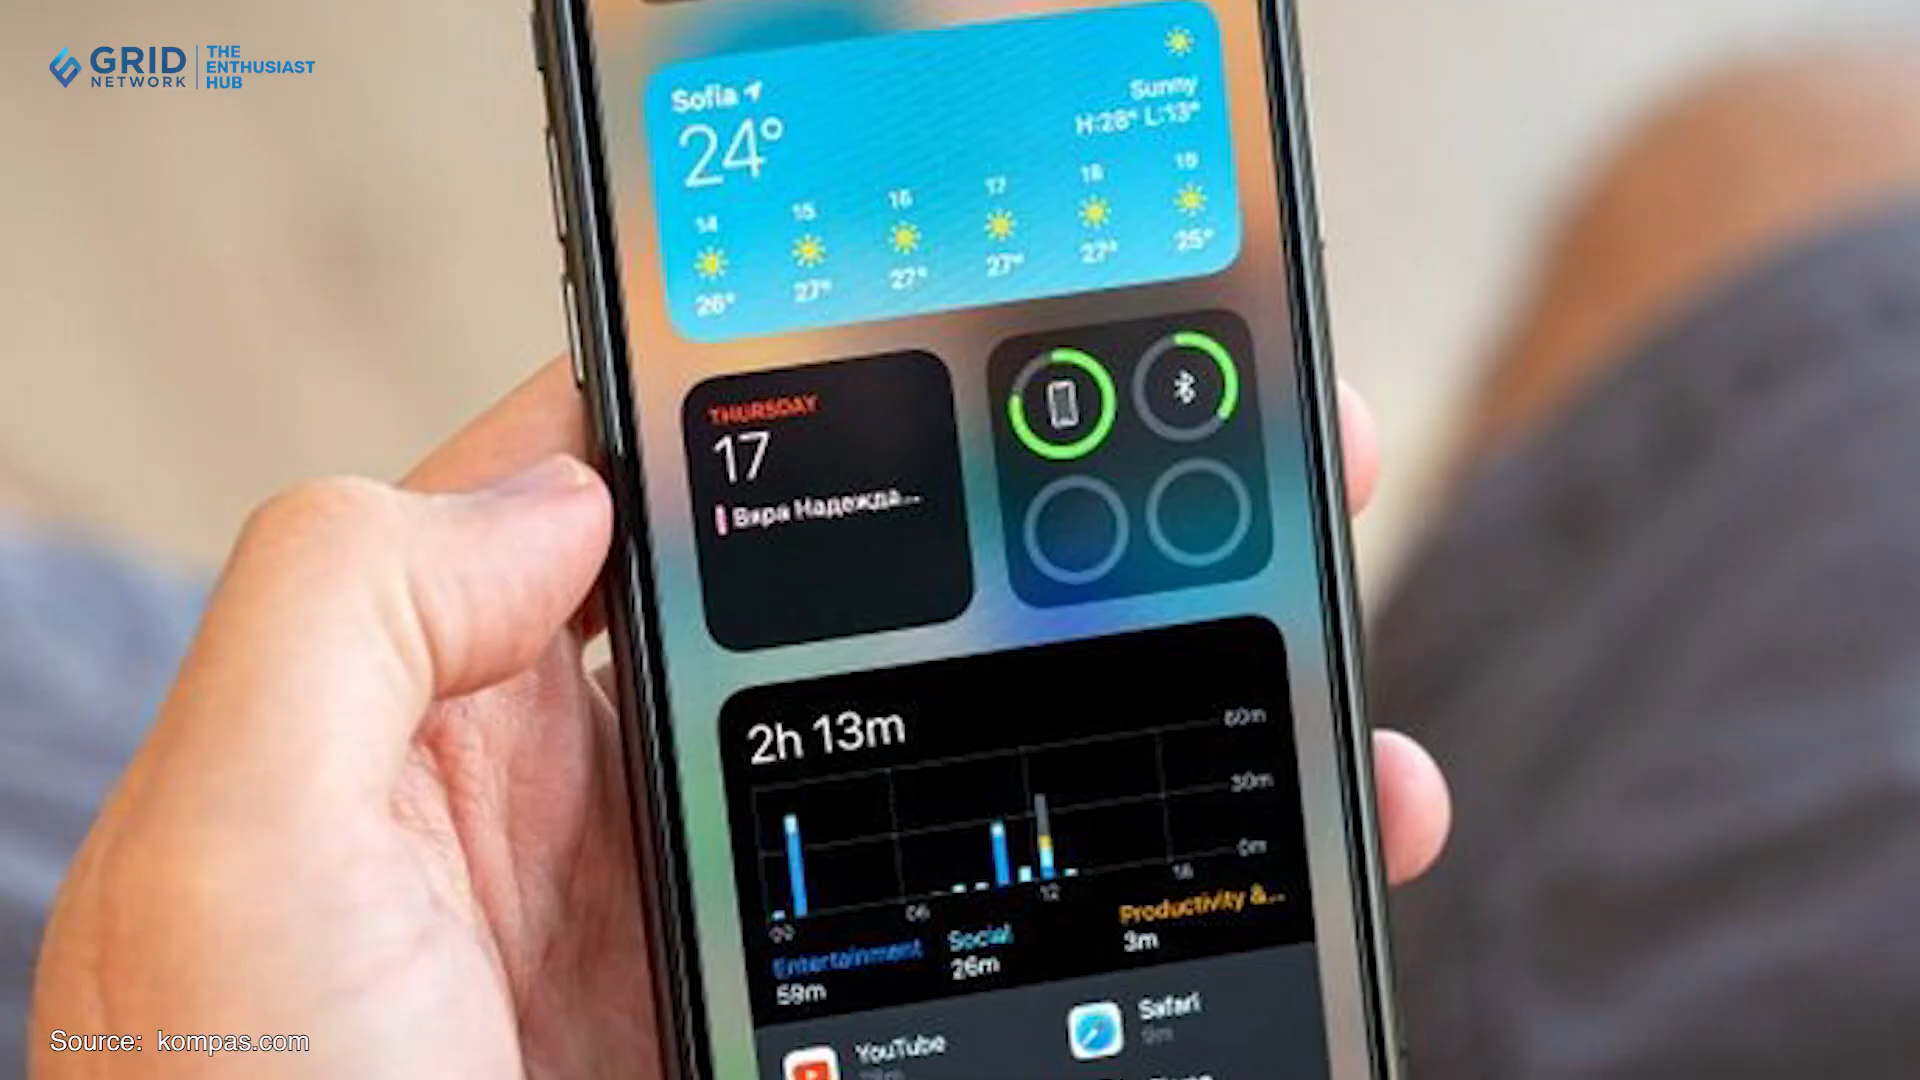 GRID NETWORK
THE ENTHUSIAST HUB
Sofia
24°
Sunny
H:28° L:13°
14 15 16 17 18 19
26° 27° 27° 27° 27° 25°
THURSDAY
17
Вяра Надежда...
2h 13m
60m
30m
0m
00 06 12 18
Entertainment Social Productivity &...
59m 26m 3m
YouTube Safari
9m
Source: kompas.com